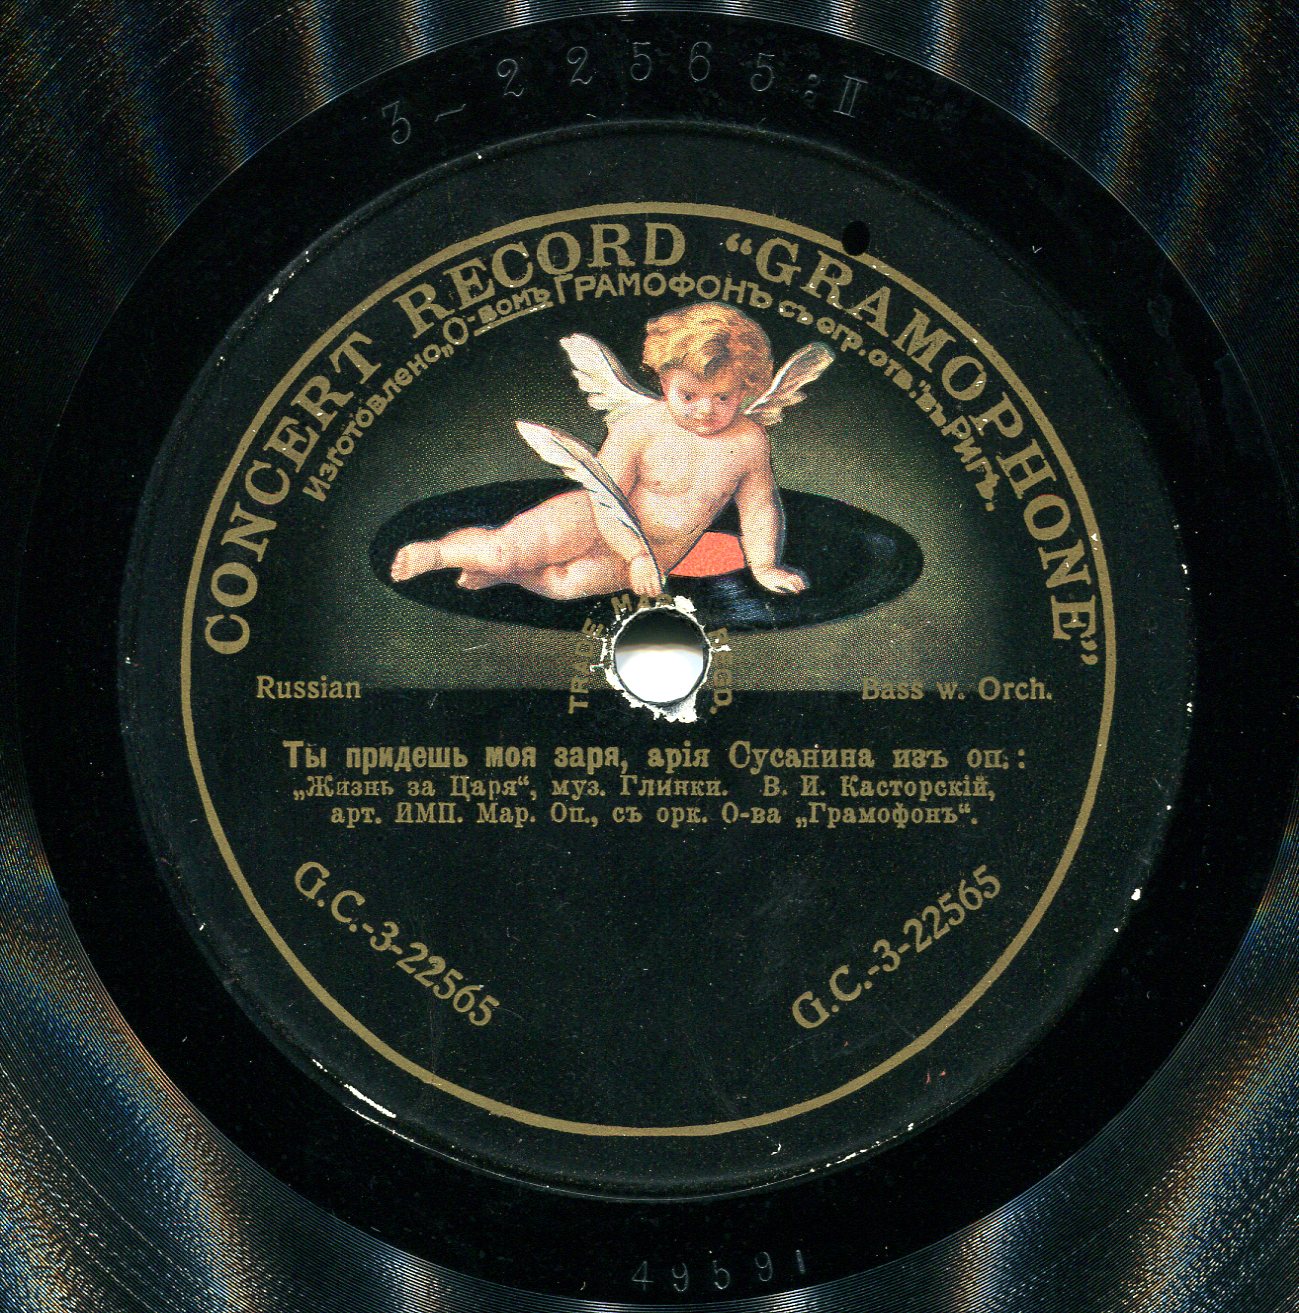 3-22565:II
CONCERT RECORD “GRAMOPHONE”
Изготовлено „О-вомъ ГРАМОФОНЪ съ огр. отв.“ въ Ригѣ.
TRADE MARK REGD.
Russian
Bass w. Orch.
Ты придешь моя заря, арія Сусанина изъ оп.:
„Жизнь за Царя“, муз. Глинки. В. И. Касторскій,
арт. ИМП. Мар. Оп., съ орк. О-ва „Грамофонъ“.
G.C.-3-22565
G.C.-3-22565
49591